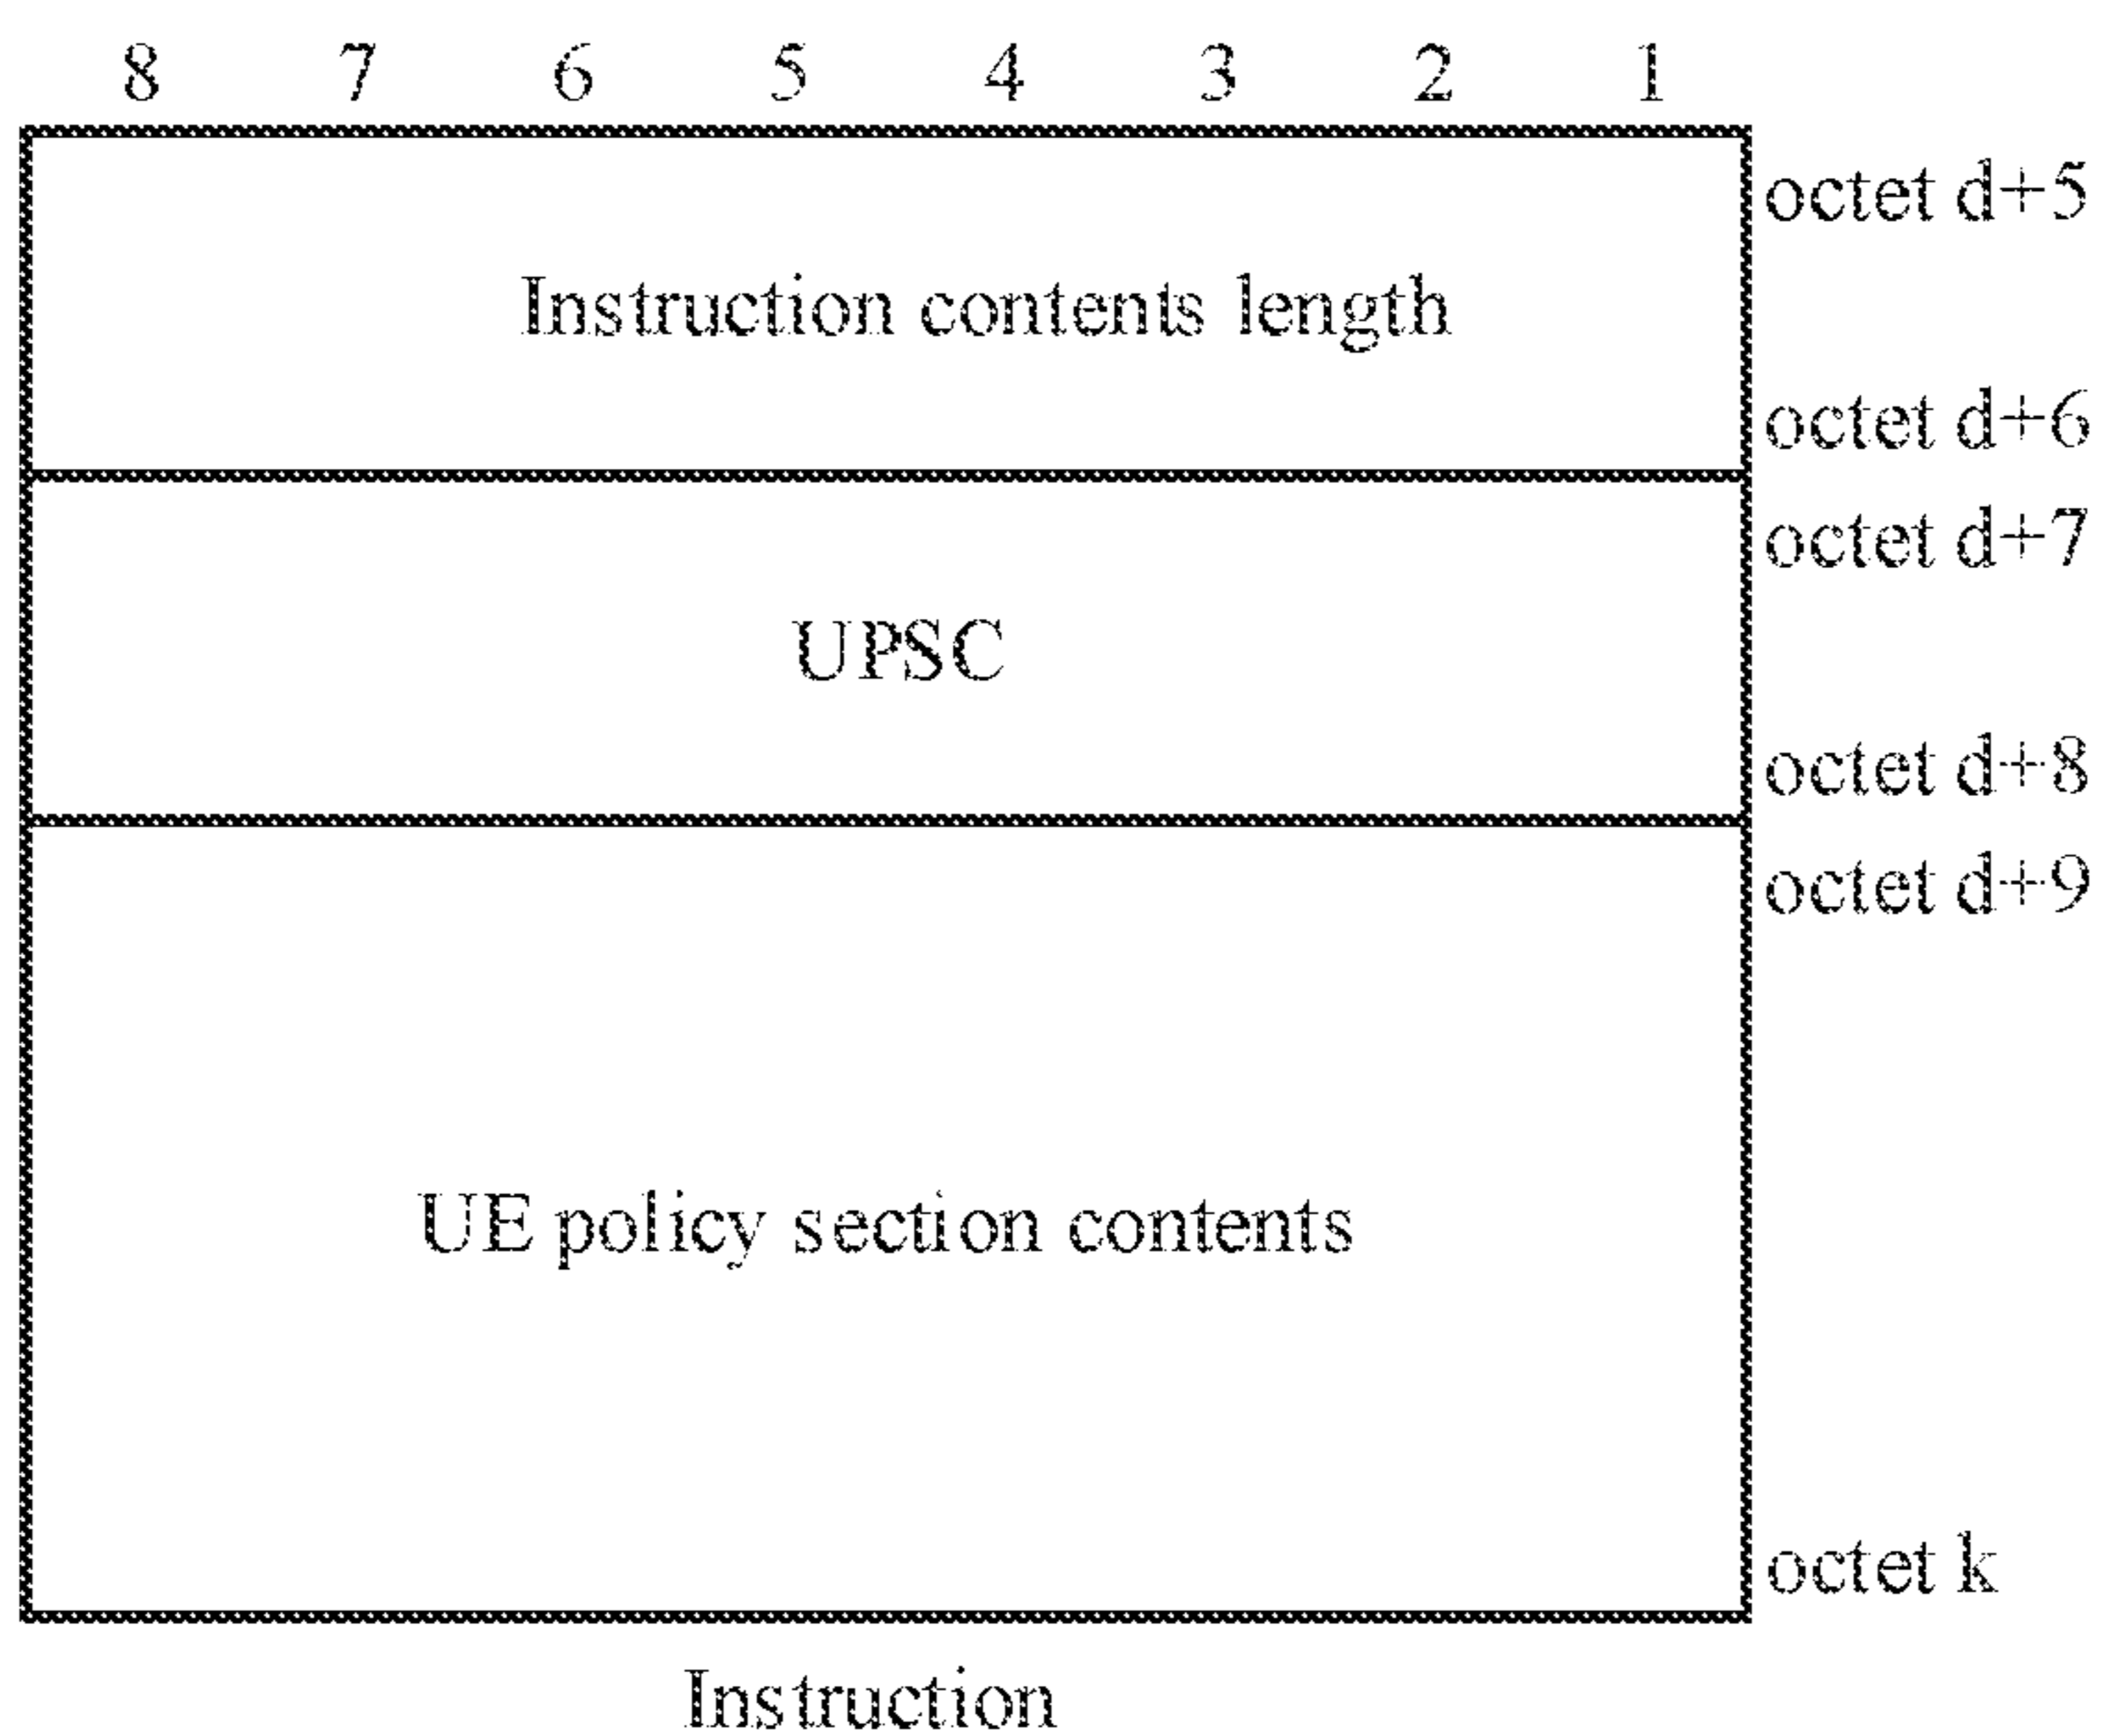 8 7 6 5 4 3 2 1
octet d+5
Instruction contents length
octet d+6
octet d+7
UPSC
octet d+8
octet d+9
UE policy section contents
octet k
Instruction